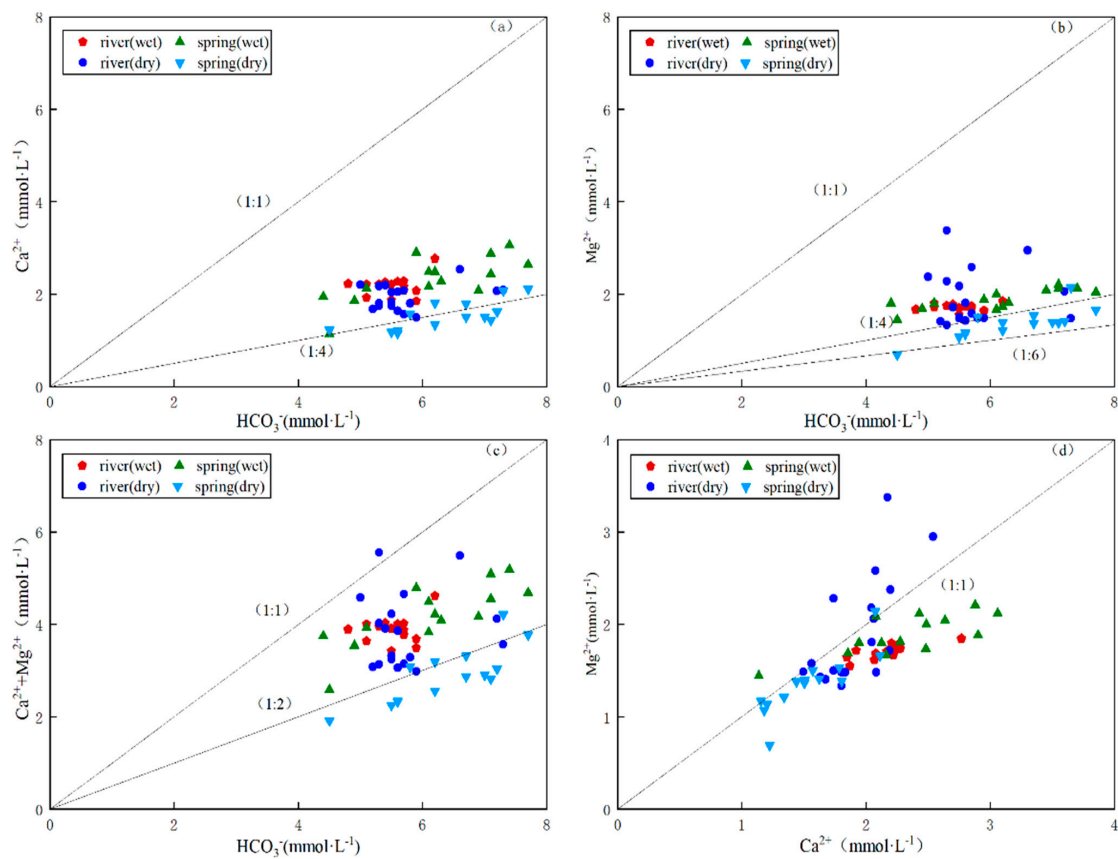 (a)
river(wet) spring(wet)
river(dry) spring(dry)
(1:1)
(1:4)
Ca²⁺ (mmol·L⁻¹)
8
6
4
2
0
0 2 4 6 8
HCO₃⁻(mmol·L⁻¹)
(b)
river(wet) spring(wet)
river(dry) spring(dry)
(1:1)
(1:4)
(1:6)
Mg²⁺ (mmol·L⁻¹)
8
6
4
2
0
0 2 4 6 8
HCO₃⁻(mmol·L⁻¹)
(c)
river(wet) spring(wet)
river(dry) spring(dry)
(1:1)
(1:2)
Ca²⁺+Mg²⁺ (mmol·L⁻¹)
8
6
4
2
0
0 2 4 6 8
HCO₃⁻(mmol·L⁻¹)
(d)
river(wet) spring(wet)
river(dry) spring(dry)
(1:1)
Mg²⁺(mmol·L⁻¹)
4
3
2
1
0
0 1 2 3 4
Ca²⁺ (mmol·L⁻¹)